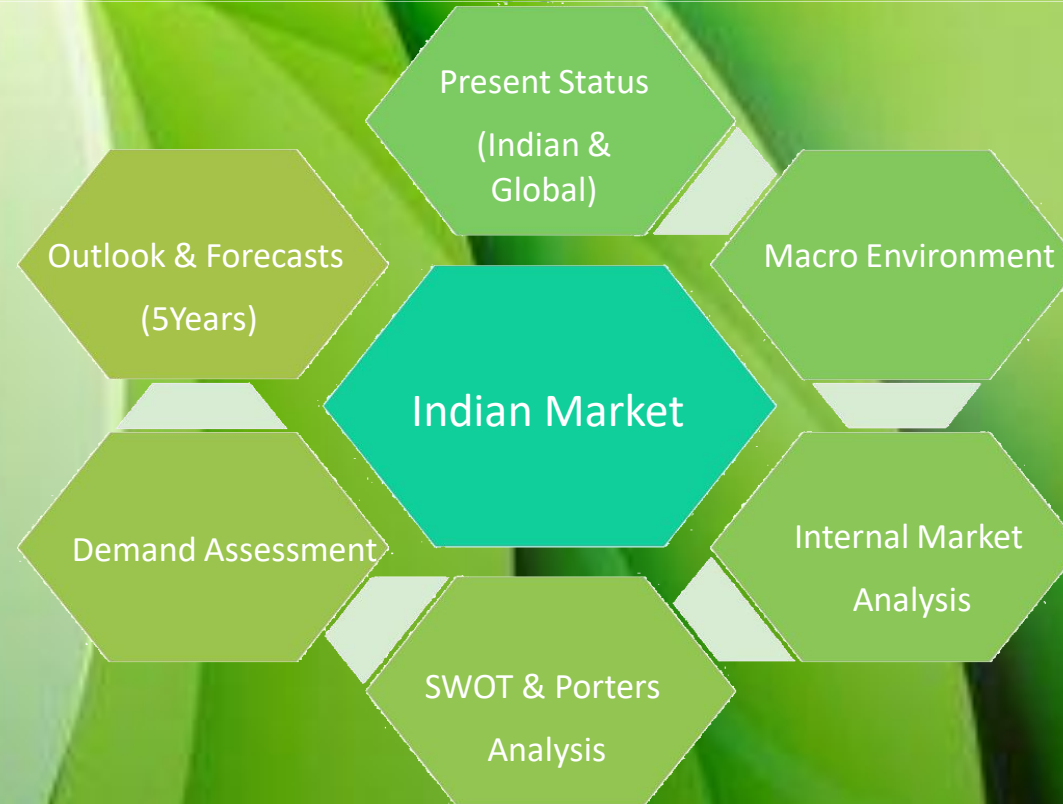 Present Status
(Indian &
Global)
Macro Environment
Internal Market
Analysis
SWOT & Porters
Analysis
Demand Assessment
Outlook & Forecasts
(5Years)
Indian Market